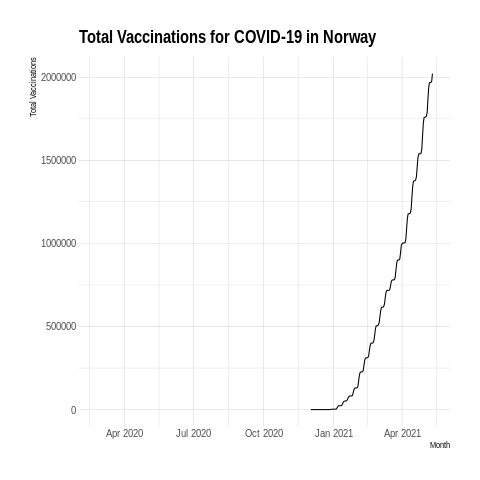 Total Vaccinations for COVID-19 in Norway
Total Vaccinations
2000000
1500000
1000000
500000
0
Apr 2020 Jul 2020 Oct 2020 Jan 2021 Apr 2021
Month